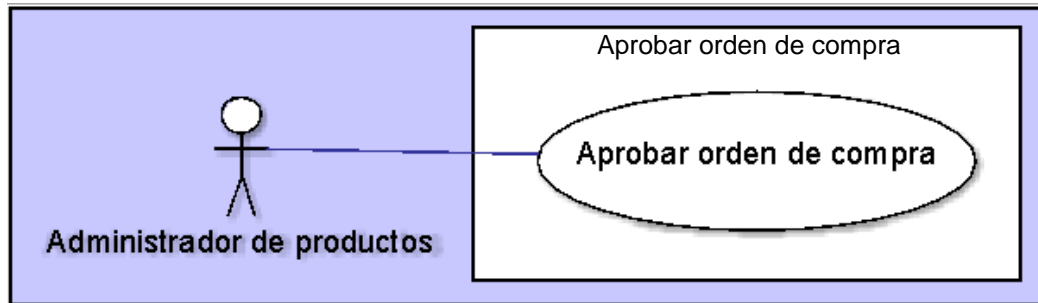 Aprobar orden de compra
Aprobar orden de compra
Administrador de productos